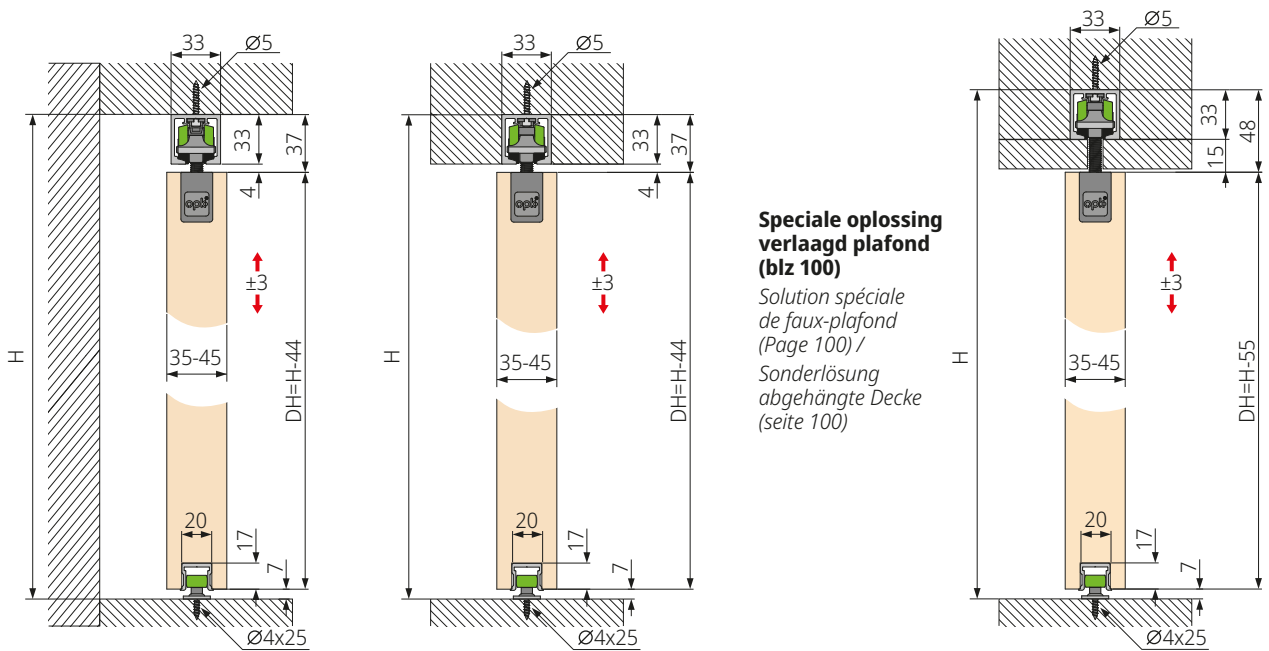 33
Ø5
33
37
4
opk
±3
H
35-45
DH=H-44
20
17
7
Ø4x25
33
Ø5
33
37
4
opk
±3
H
35-45
DH=H-44
20
17
7
Ø4x25
Speciale oplossing
verlaagd plafond
(blz 100)
Solution spéciale
de faux-plafond
(Page 100) /
Sonderlösung
abgehängte Decke
(seite 100)
33
Ø5
33
48
15
opk
±3
H
35-45
DH=H-55
20
17
7
Ø4x25